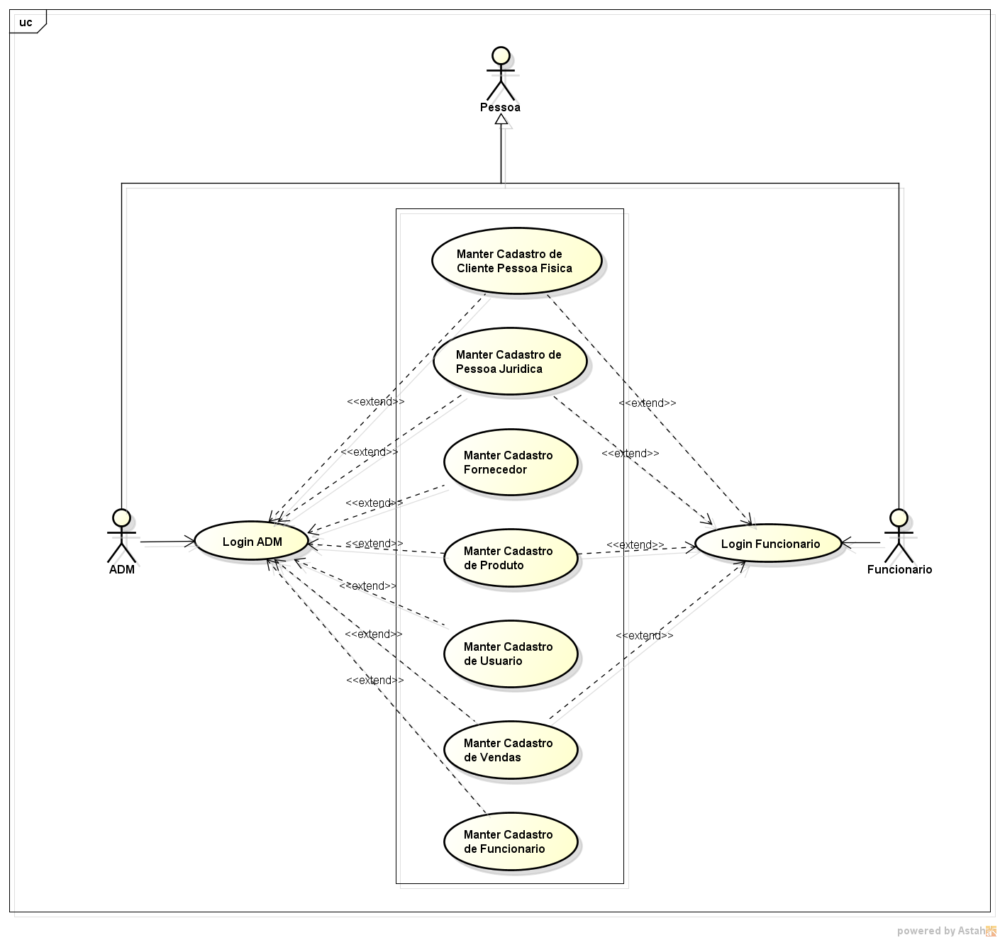 uc
Pessoa
Manter Cadastro de
Cliente Pessoa Fisica
Manter Cadastro de
Pessoa Juridica
<<extend>>
<<extend>>
<<extend>>
<<extend>>
Manter Cadastro
Fornecedor
<<extend>>
ADM
Login ADM
<<extend>>
Manter Cadastro
de Produto
<<extend>>
Login Funcionario
Funcionario
<<extend>>
<<extend>>
<<extend>>
Manter Cadastro
de Usuario
<<extend>>
Manter Cadastro
de Vendas
Manter Cadastro
de Funcionario
powered by Astah